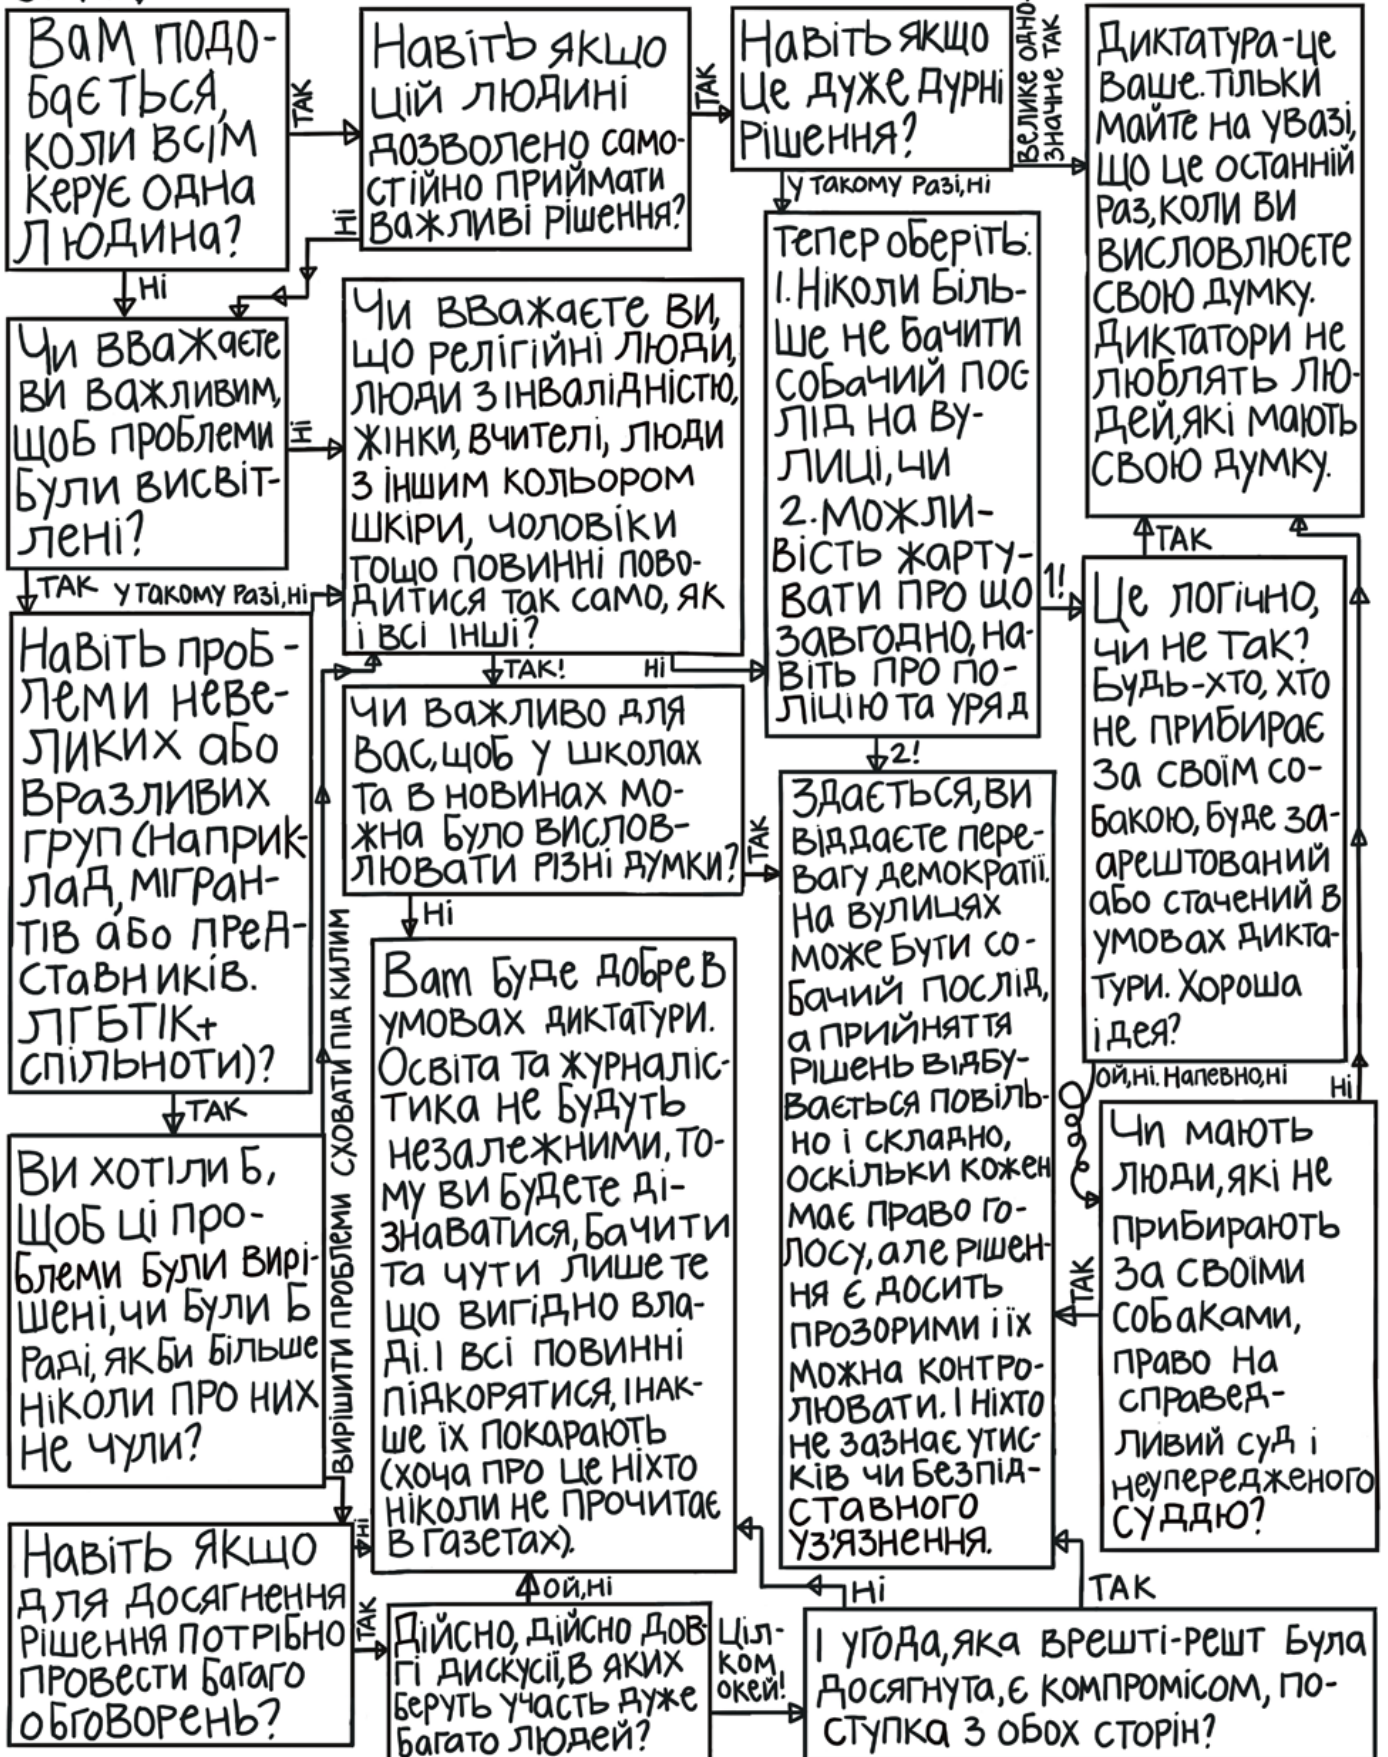 Вам подо-
бається,
коли всім
керує одна
людина?
ТАК
Навіть якщо
цій людині
дозволено само-
стійно приймати
важливі рішення?
ТАК
Навіть якщо
це дуже дурні
рішення?
ВЕЛИКЕ ОДНО-
ЗНАЧНЕ ТАК
Диктатура-це
ваше. Тільки
майте на увазі,
що це останній
раз, коли ви
висловлюєте
свою думку.
Диктатори не
люблять лю-
дей, які мають
свою думку.
Ні
Ні
У такому разі, ні
Чи вважаєте
ви важливим,
щоб проблеми
були висвіт-
лені?
Ні
Чи вважаєте ви,
що релігійні люди,
люди з інвалідністю,
жінки, вчителі, люди
з іншим кольором
шкіри, чоловіки
тощо повинні пово-
дитися так само, як
і всі інші?
Тепер оберіть:
1. Ніколи біль-
ше не бачити
собачий пос-
лід на ву-
лиці, чи
2. Можли-
вість жарту-
вати про що
завгодно, на-
віть про по-
ліцію та уряд
1!
ТАК
Це логічно,
чи не так?
Будь-хто, хто
не прибирає
за своїм со-
бакою, буде за-
арештований
або стачений в
умовах дикта-
тури. Хороша
ідея?
ТАК
У такому разі, ні
Навіть проб-
леми неве-
ликих або
вразливих
груп (наприк-
лад, мігран-
тів або пред-
ставників.
ЛГБТІК+
спільноти)?
ТАК!
Ні
Чи важливо для
вас, щоб у школах
та в новинах мо-
жна було вислов-
лювати різні думки?
ТАК
2!
Здається, ви
віддаєте пере-
вагу демократії.
На вулицях
може бути со-
бачий послід,
а прийняття
рішень відбу-
вається повіль-
но і складно,
оскільки кожен
має право го-
лосу, але рішен-
ня є досить
прозорими і їх
можна контро-
лювати. І ніхто
не зазнає утис-
ків чи безпід-
ставного
ув'язнення.
Ні
Вам буде добре в
умовах диктатури.
Освіта та журналіс-
тика не будуть
незалежними, то-
му ви будете ді-
знаватися, бачити
та чути лише те
що вигідно вла-
ді. І всі повинні
підкорятися, інак-
ше їх покарають
(хоча про це ніхто
ніколи не прочитає
в газетах).
Ой, ні. Напевно, ні
Ні
Чи мають
люди, які не
прибирають
за своїми
собаками,
право на
справед-
ливий суд і
неупередженого
суддю?
ТАК
ТАК
Ви хотіли б,
щоб ці про-
блеми були вирі-
шені, чи були б
раді, якби більше
ніколи про них
не чули?
ВИРІШИТИ ПРОБЛЕМИ
СХОВАТИ ПІД КИЛИМ
Навіть якщо
для досягнення
рішення потрібно
провести багаго
обговорень?
Ні
ТАК
Ой, ні
Дійсно, дійсно дов-
гі дискусії, в яких
беруть участь дуже
багато людей?
Ціл-
ком
окей!
Ні
ТАК
І угода, яка врешті-решт була
досягнута, є компромісом, по-
ступка з обох сторін?